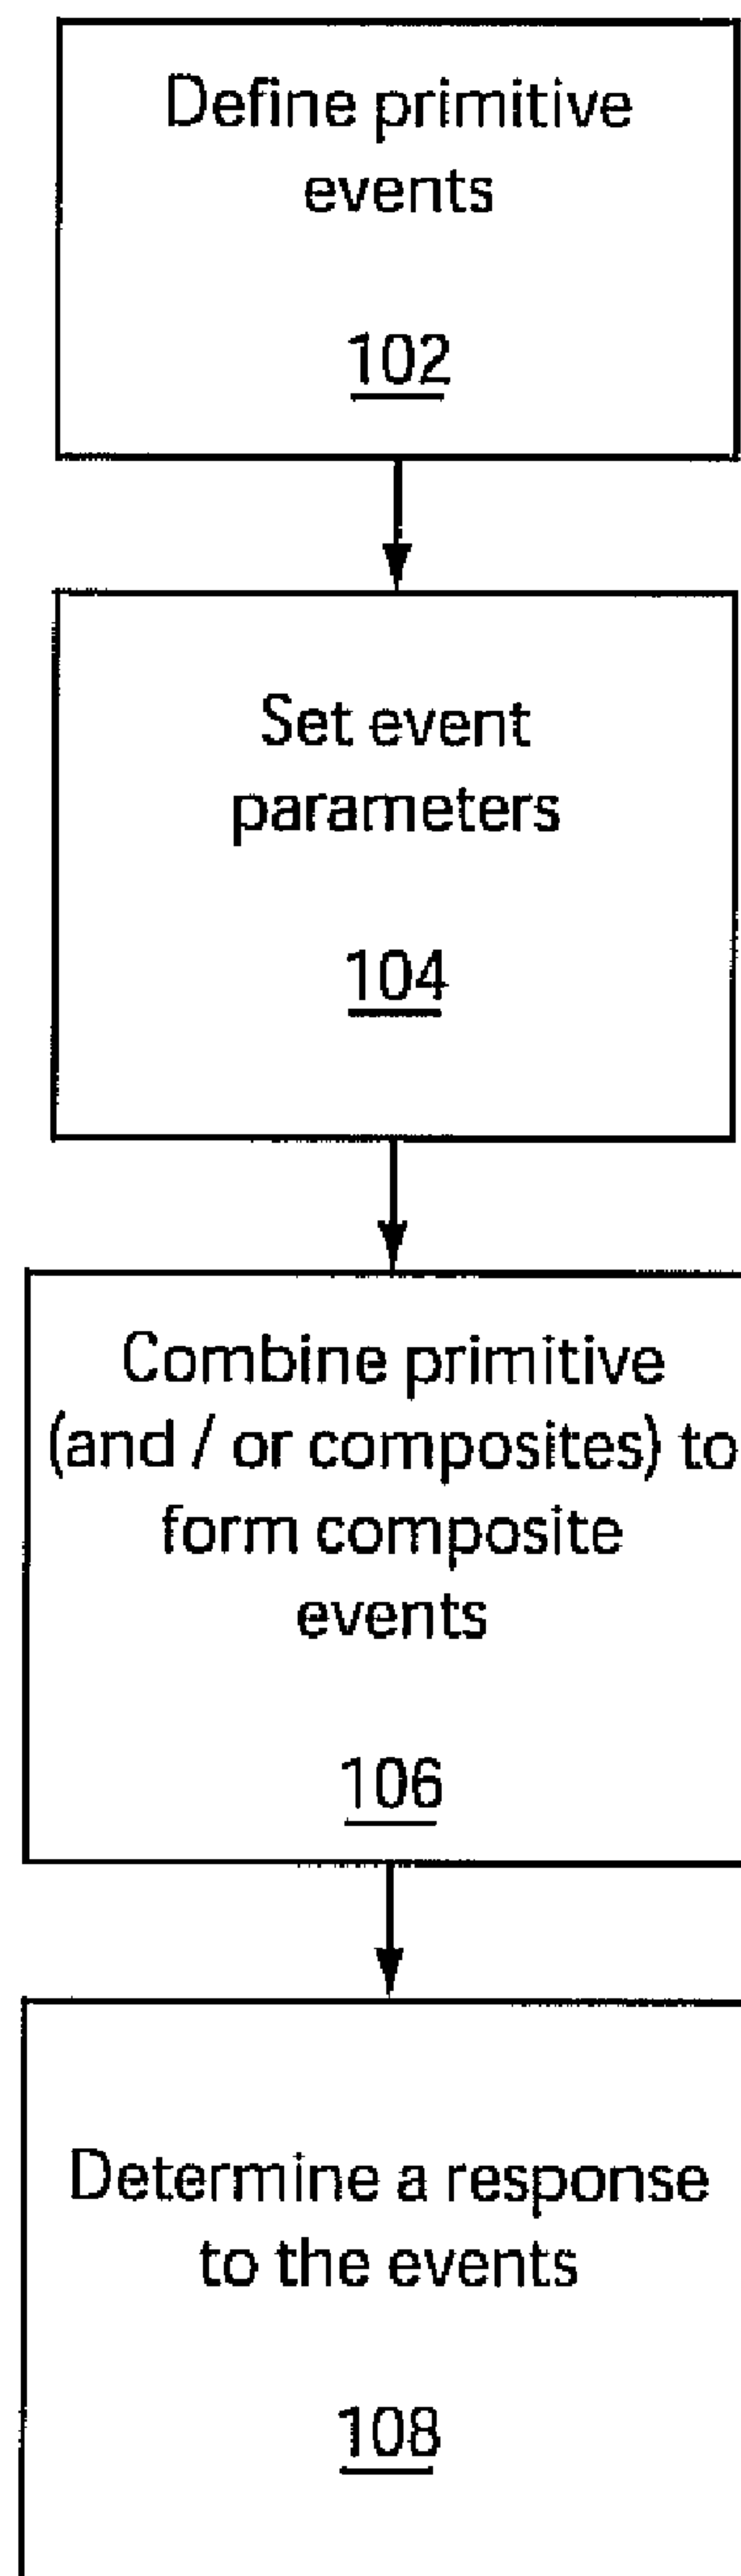 Define primitive
events
102
Set event
parameters
104
Combine primitive
(and / or composites) to
form composite
events
106
Determine a response
to the events
108